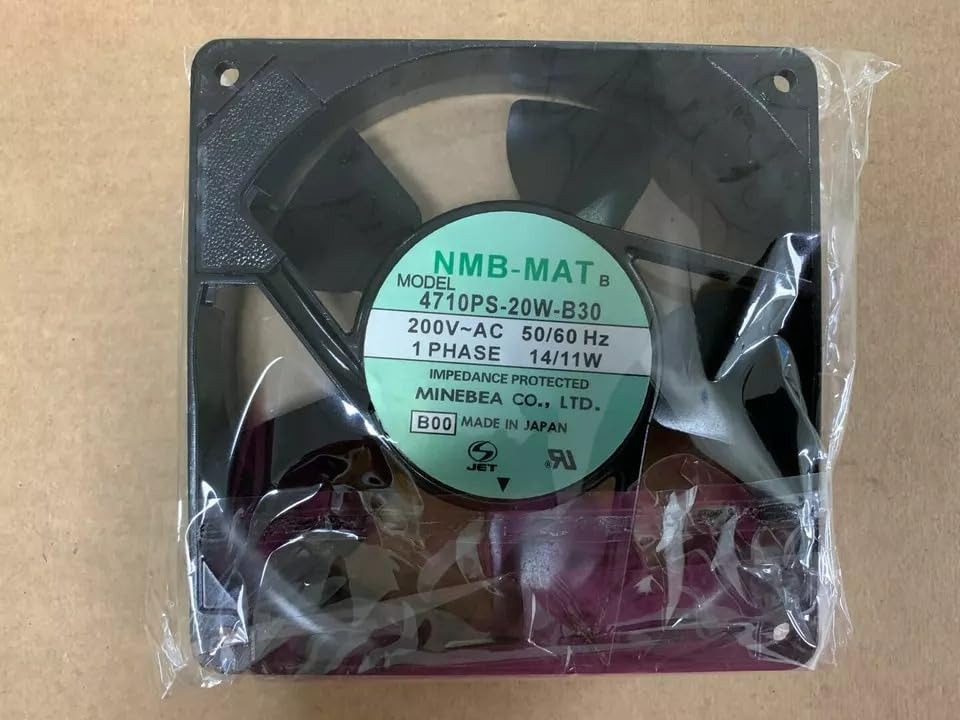 NMB-MAT B
MODEL
4710PS-20W-B30
200V~AC 50/60 Hz
1 PHASE 14/11W
IMPEDANCE PROTECTED
MINEBEA CO., LTD.
B00 MADE IN JAPAN
S JET
®RU